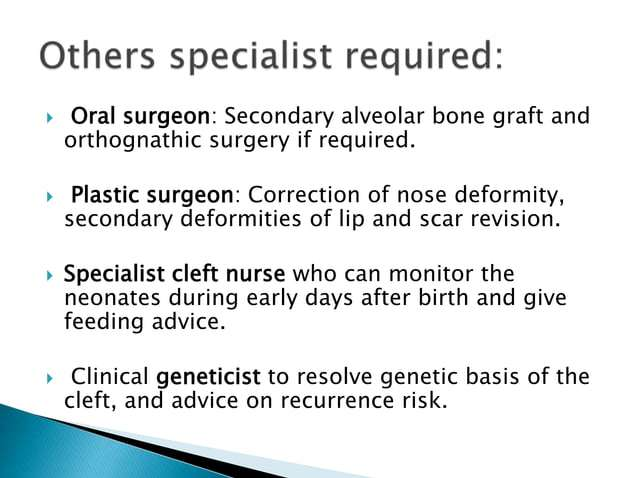 Others specialist required:
Oral surgeon: Secondary alveolar bone graft and
orthognathic surgery if required.
Plastic surgeon: Correction of nose deformity,
secondary deformities of lip and scar revision.
Specialist cleft nurse who can monitor the
neonates during early days after birth and give
feeding advice.
Clinical geneticist to resolve genetic basis of the
cleft, and advice on recurrence risk.